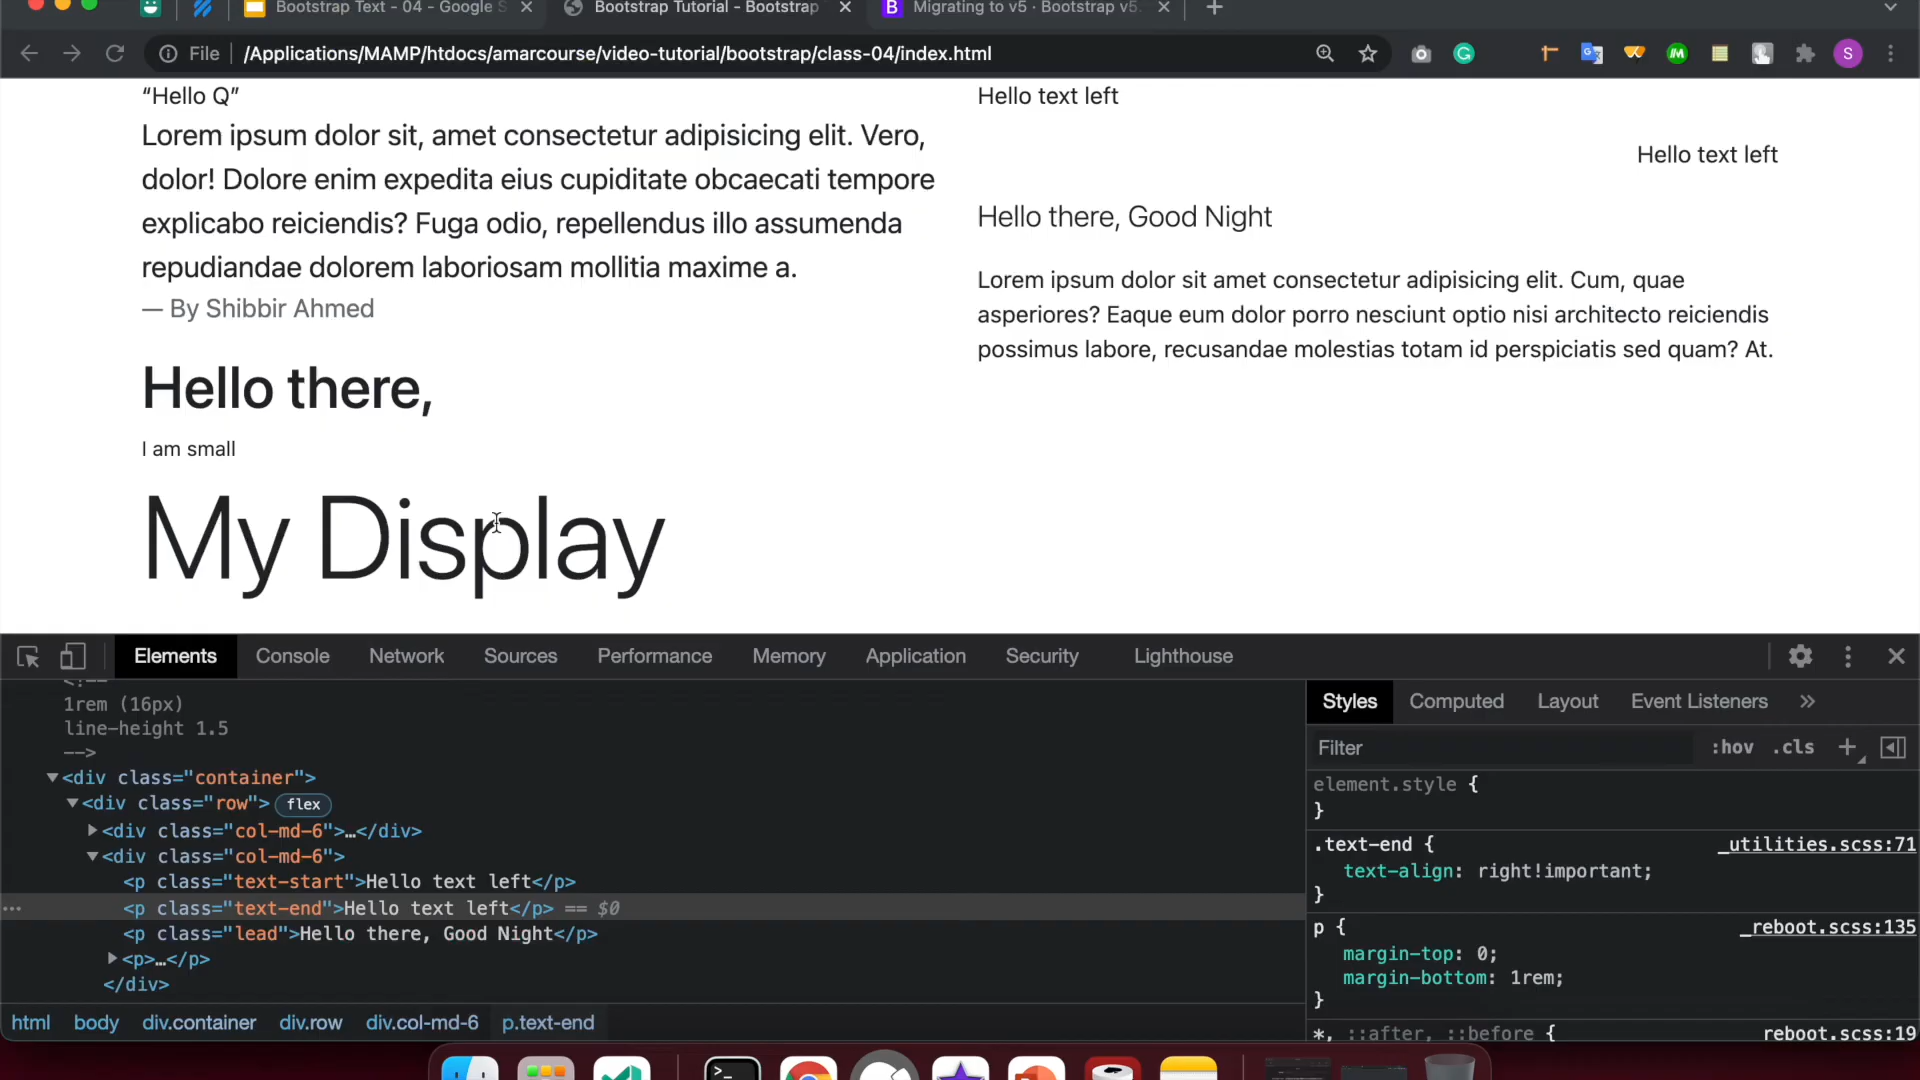 Bootstrap Text - 04 - Google S
Bootstrap Tutorial - Bootstrap
Migrating to v5 · Bootstrap v5.
File
/Applications/MAMP/htdocs/amarcourse/video-tutorial/bootstrap/class-04/index.html
S
“Hello Q”
Lorem ipsum dolor sit, amet consectetur adipisicing elit. Vero,
dolor! Dolore enim expedita eius cupiditate obcaecati tempore
explicabo reiciendis? Fuga odio, repellendus illo assumenda
repudiandae dolorem laboriosam mollitia maxime a.
— By Shibbir Ahmed
Hello there,
I am small
My Display
Hello text left
Hello text left
Hello there, Good Night
Lorem ipsum dolor sit amet consectetur adipisicing elit. Cum, quae
asperiores? Eaque eum dolor porro nesciunt optio nisi architecto reiciendis
possimus labore, recusandae molestias totam id perspiciatis sed quam? At.
Elements Console Network Sources Performance Memory Application Security Lighthouse
<!--
1rem (16px)
line-height 1.5
-->
<div class="container">
<div class="row"> flex
<div class="col-md-6">…</div>
<div class="col-md-6">
<p class="text-start">Hello text left</p>
<p class="text-end">Hello text left</p> == $0
<p class="lead">Hello there, Good Night</p>
<p>…</p>
</div>
html body div.container div.row div.col-md-6 p.text-end
Styles Computed Layout Event Listeners »
Filter :hov .cls +
element.style {
}
.text-end { _utilities.scss:71
text-align: right!important;
}
p { _reboot.scss:135
margin-top: 0;
margin-bottom: 1rem;
}
*, ::after, ::before { reboot.scss:19